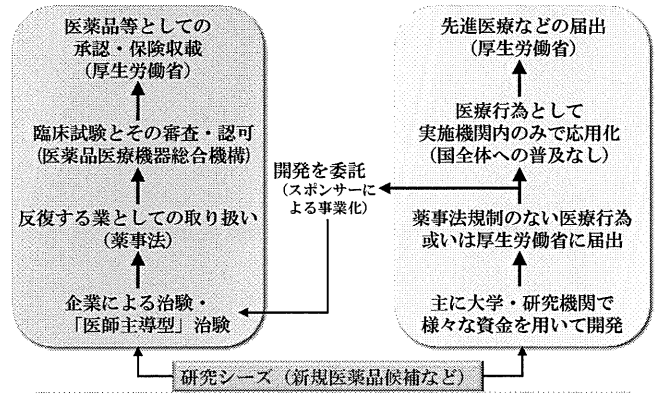 医薬品等としての
承認・保険収載
(厚生労働省)
臨床試験とその審査・認可
(医薬品医療機器総合機構)
反復する業としての取り扱い
(薬事法)
企業による治験・
「医師主導型」治験
開発を委託
(スポンサーに
よる事業化)
先進医療などの届出
(厚生労働省)
医療行為として
実施機関内のみで応用化
(国全体への普及なし)
薬事法規制のない医療行為
或いは厚生労働省に届出
主に大学・研究機関で
様々な資金を用いて開発
研究シーズ(新規医薬品候補など)